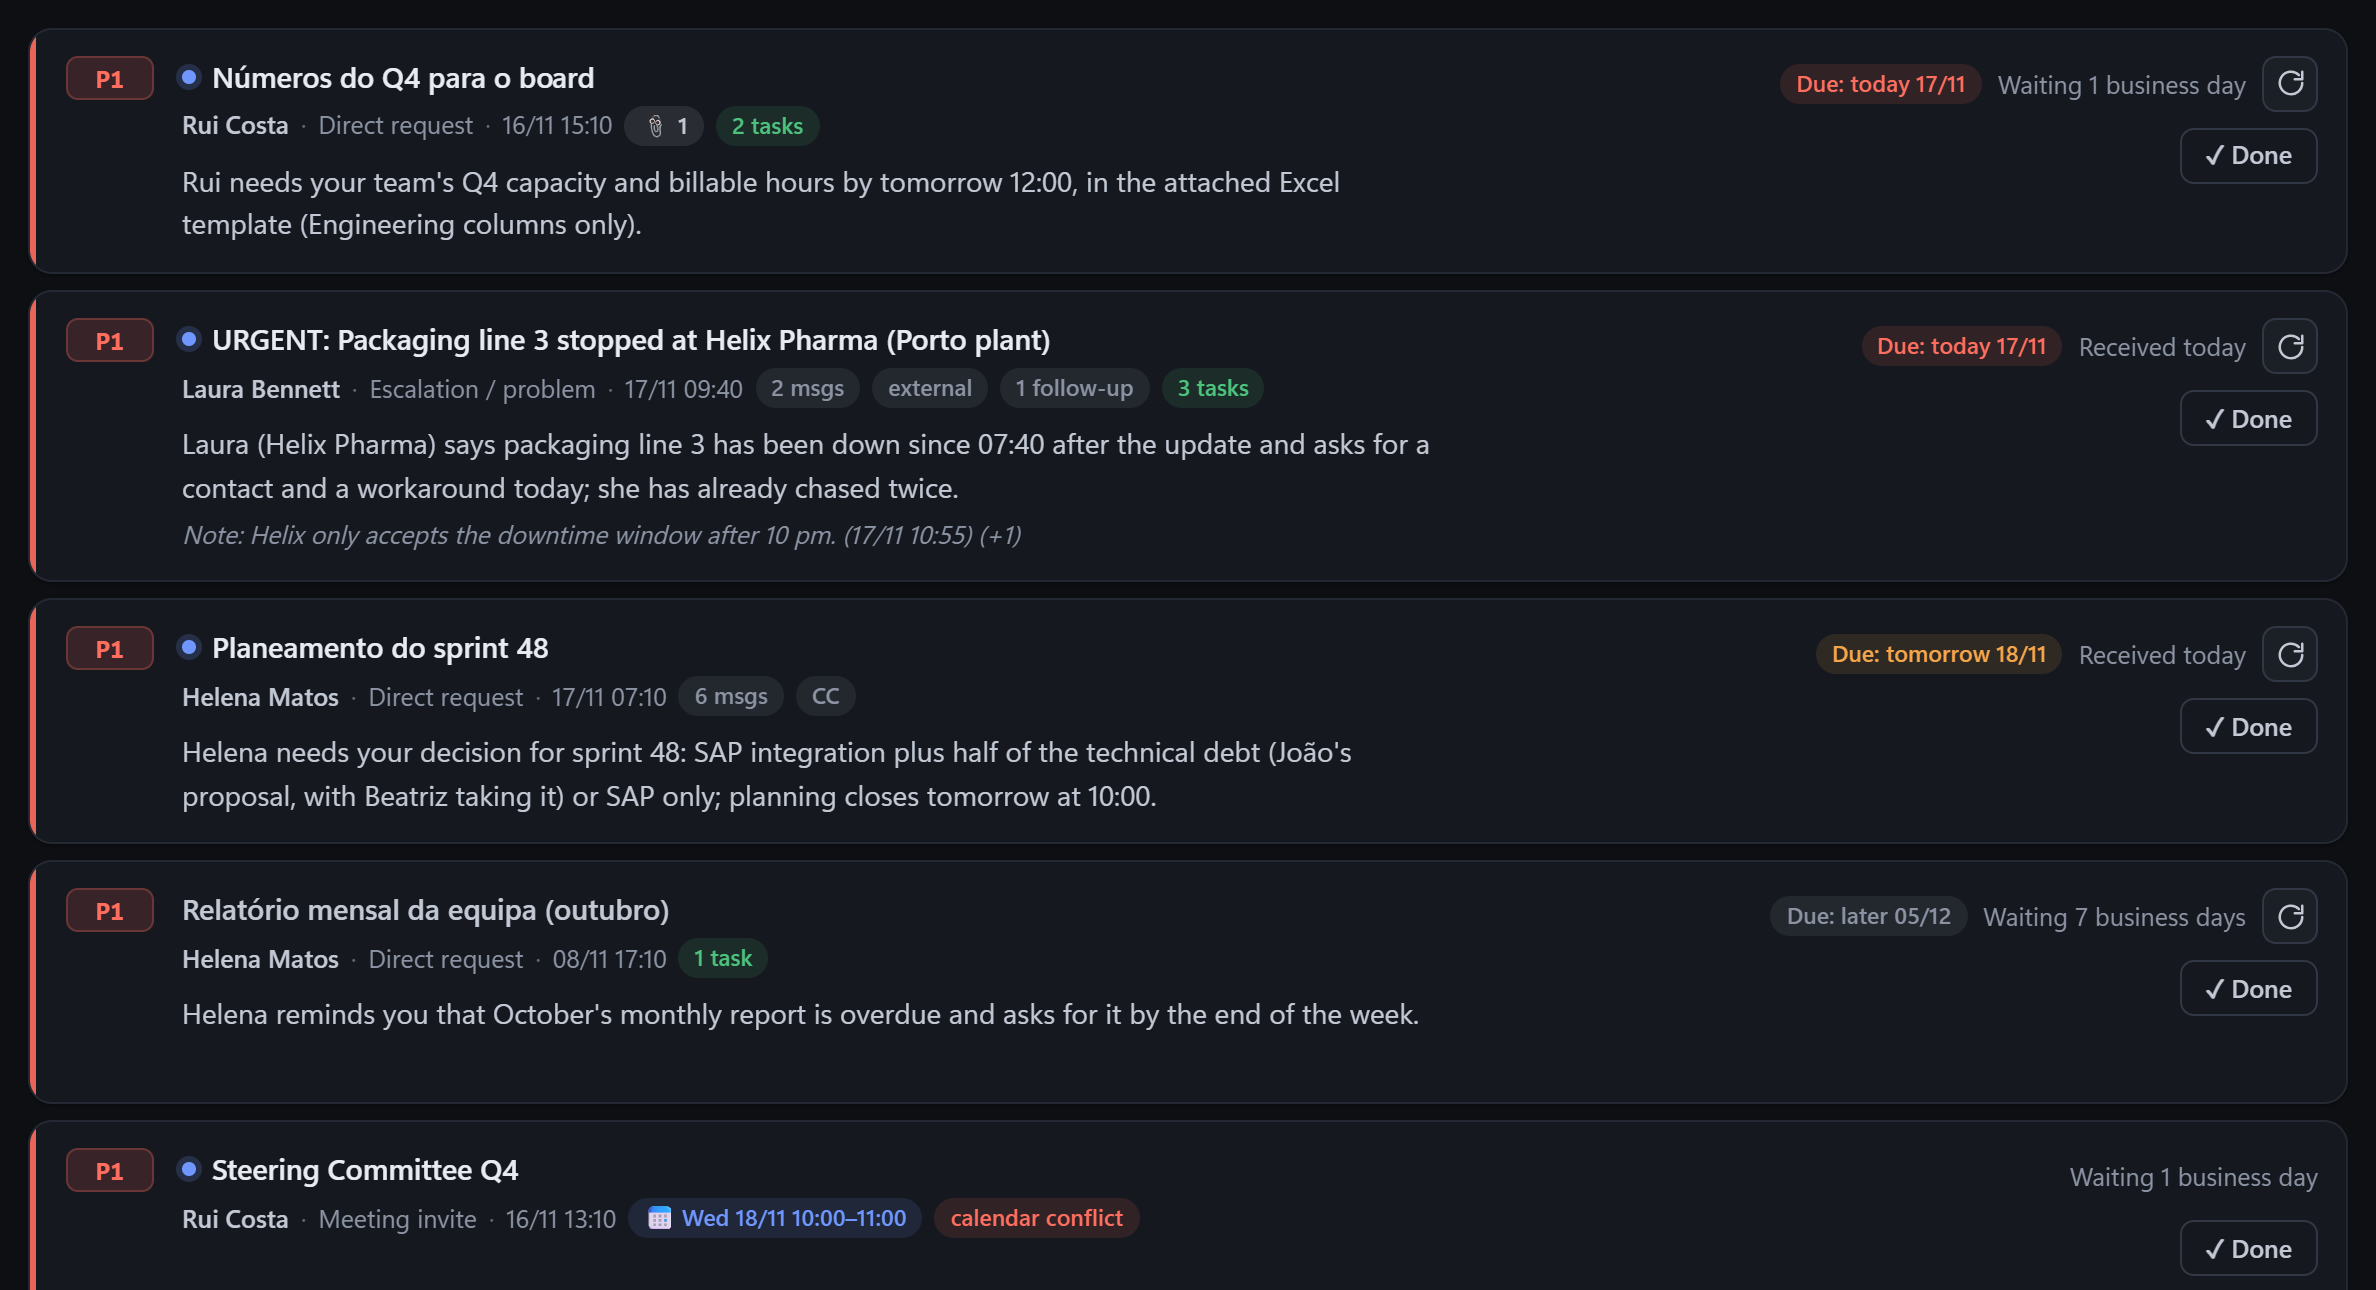 P1 Números do Q4 para o board Due: today 17/11 Waiting 1 business day
Rui Costa · Direct request · 16/11 15:10 1 2 tasks
✓ Done
Rui needs your team's Q4 capacity and billable hours by tomorrow 12:00, in the attached Excel
template (Engineering columns only).
P1 URGENT: Packaging line 3 stopped at Helix Pharma (Porto plant) Due: today 17/11 Received today
Laura Bennett · Escalation / problem · 17/11 09:40 2 msgs external 1 follow-up 3 tasks
✓ Done
Laura (Helix Pharma) says packaging line 3 has been down since 07:40 after the update and asks for a
contact and a workaround today; she has already chased twice.
Note: Helix only accepts the downtime window after 10 pm. (17/11 10:55) (+1)
P1 Planeamento do sprint 48 Due: tomorrow 18/11 Received today
Helena Matos · Direct request · 17/11 07:10 6 msgs CC
✓ Done
Helena needs your decision for sprint 48: SAP integration plus half of the technical debt (João's
proposal, with Beatriz taking it) or SAP only; planning closes tomorrow at 10:00.
P1 Relatório mensal da equipa (outubro) Due: later 05/12 Waiting 7 business days
Helena Matos · Direct request · 08/11 17:10 1 task
✓ Done
Helena reminds you that October's monthly report is overdue and asks for it by the end of the week.
P1 Steering Committee Q4 Waiting 1 business day
Rui Costa · Meeting invite · 16/11 13:10 Wed 18/11 10:00–11:00 calendar conflict
✓ Done